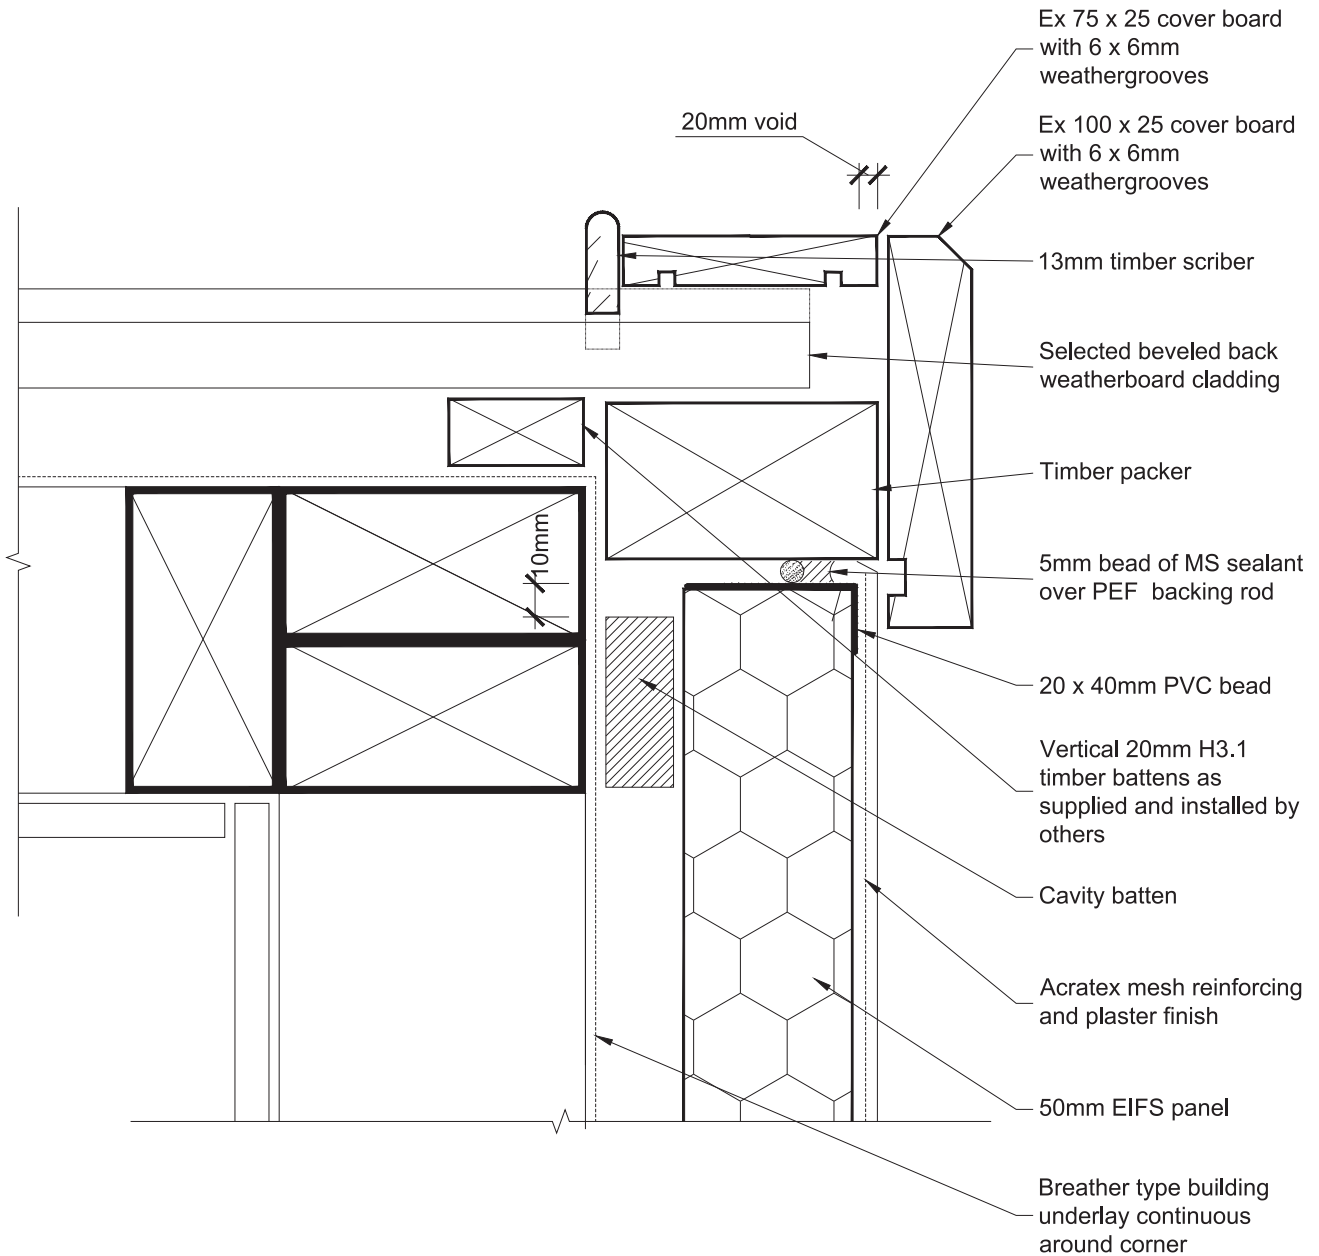 Ex 75 x 25 cover board
with 6 x 6mm
weathergrooves
20mm void
Ex 100 x 25 cover board
with 6 x 6mm
weathergrooves
13mm timber scriber
Selected beveled back
weatherboard cladding
Timber packer
10mm
5mm bead of MS sealant
over PEF backing rod
20 x 40mm PVC bead
Vertical 20mm H3.1
timber battens as
supplied and installed by
others
Cavity batten
Acratex mesh reinforcing
and plaster finish
50mm EIFS panel
Breather type building
underlay continuous
around corner